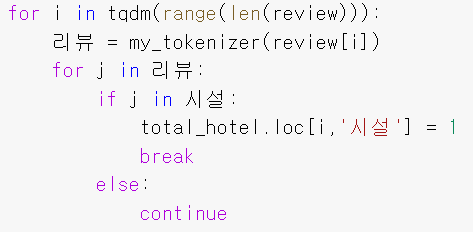 for i in tqdm(range(len(review))):
    리뷰 = my_tokenizer(review[i])
    for j in 리뷰:
        if j in 시설:
            total_hotel.loc[i,'시설'] = 1
            break
        else:
            continue